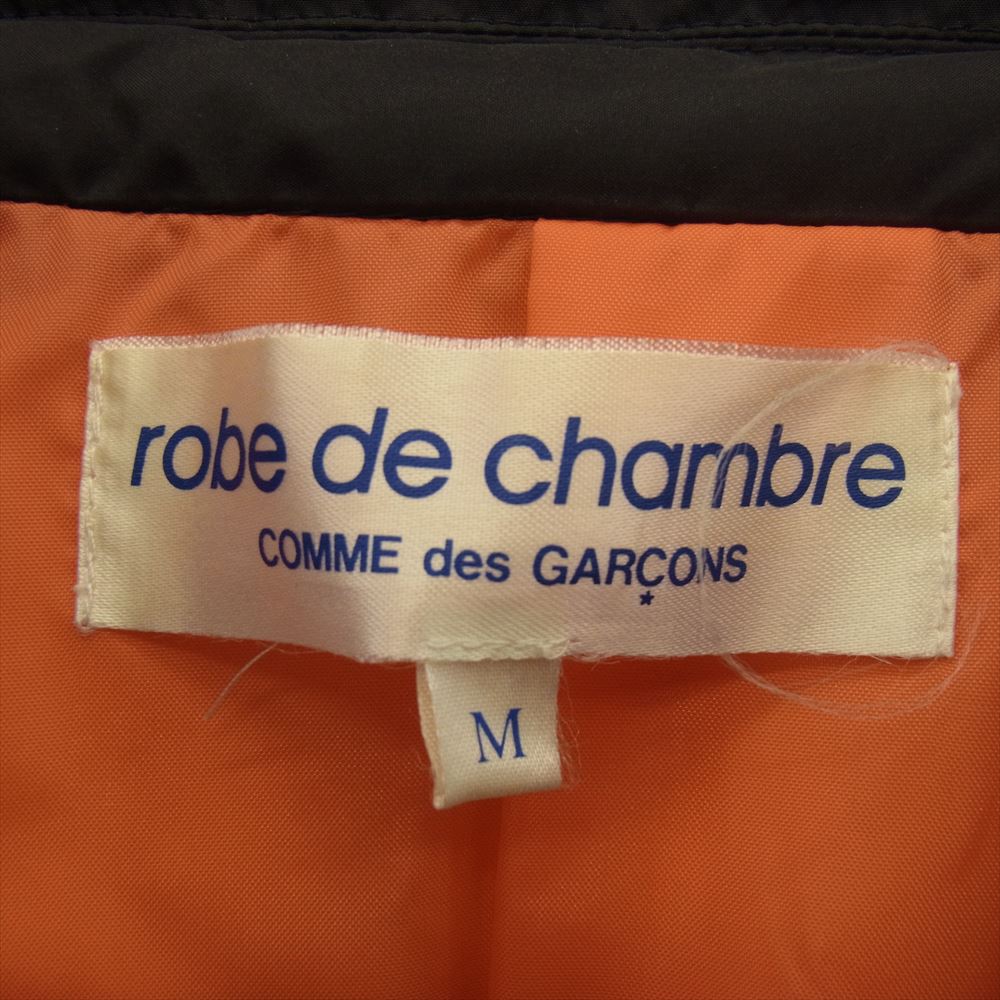 robe de chambre
COMME des GARÇONS
★
M